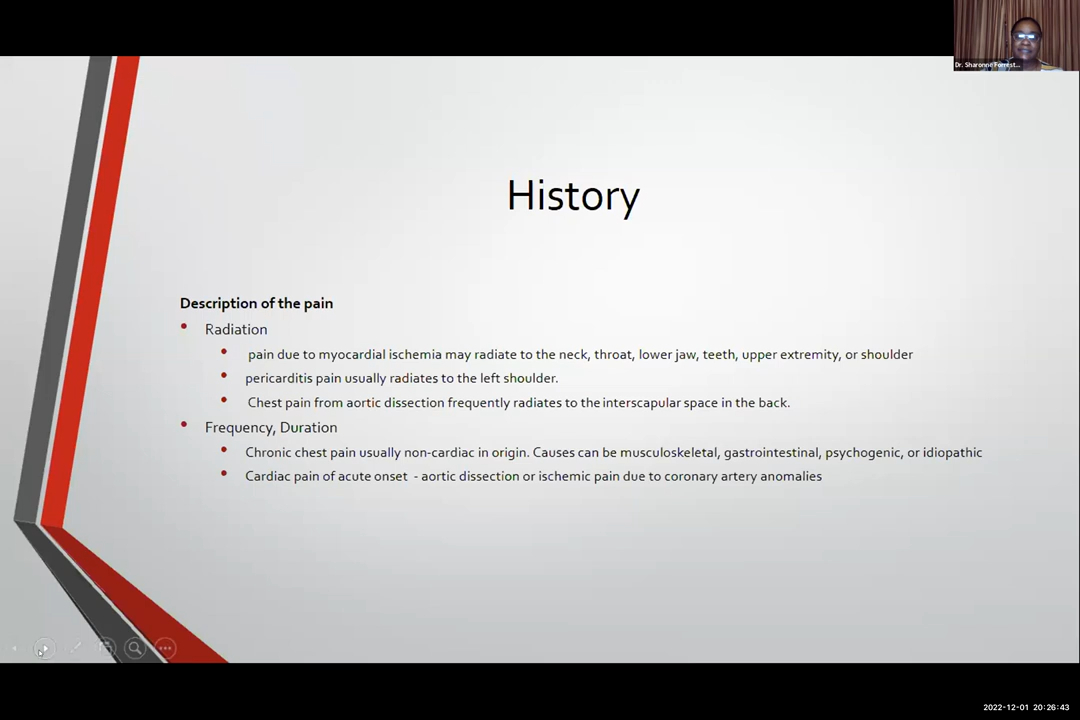 Dr. Sharonne Forrest...
History
Description of the pain
Radiation
pain due to myocardial ischemia may radiate to the neck, throat, lower jaw, teeth, upper extremity, or shoulder
pericarditis pain usually radiates to the left shoulder.
Chest pain from aortic dissection frequently radiates to the interscapular space in the back.
Frequency, Duration
Chronic chest pain usually non-cardiac in origin. Causes can be musculoskeletal, gastrointestinal, psychogenic, or idiopathic
Cardiac pain of acute onset - aortic dissection or ischemic pain due to coronary artery anomalies
2022-12-01 20:26:43